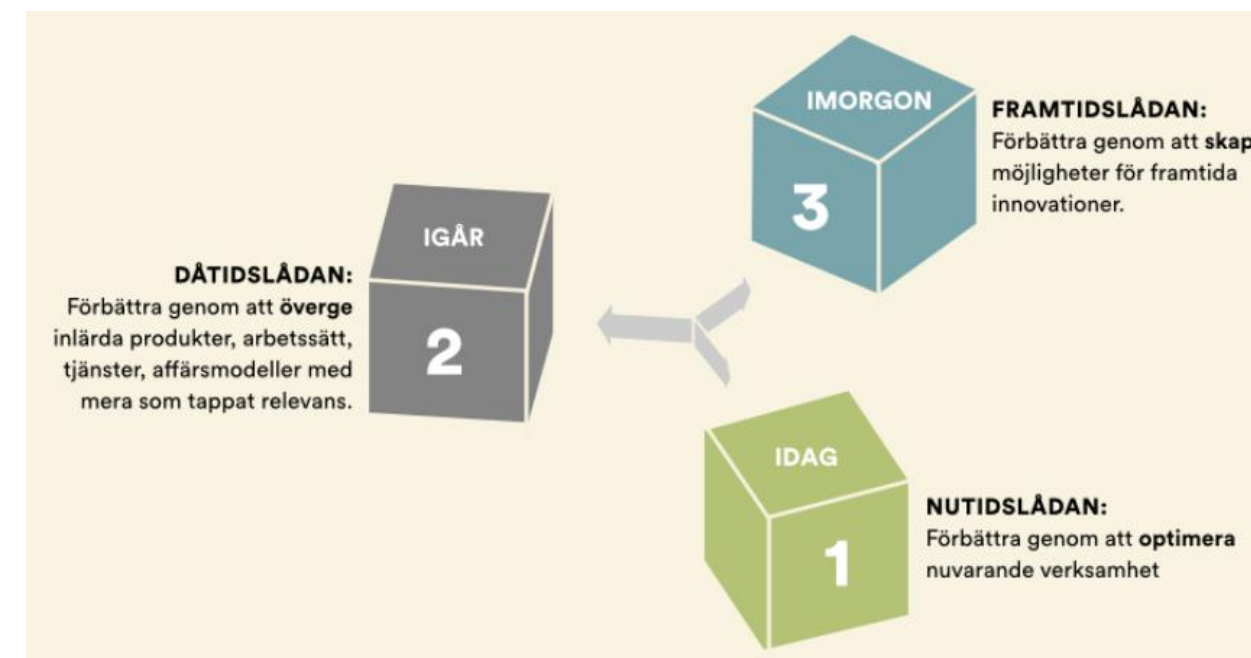 IMORGON
3
FRAMTIDSLÅDAN:
Förbättra genom att skap
möjligheter för framtida
innovationer.
IGÅR
2
DÅTIDSLÅDAN:
Förbättra genom att överge
inlärda produkter, arbetssätt,
tjänster, affärsmodeller med
mera som tappat relevans.
IDAG
1
NUTIDSLÅDAN:
Förbättra genom att optimera
nuvarande verksamhet